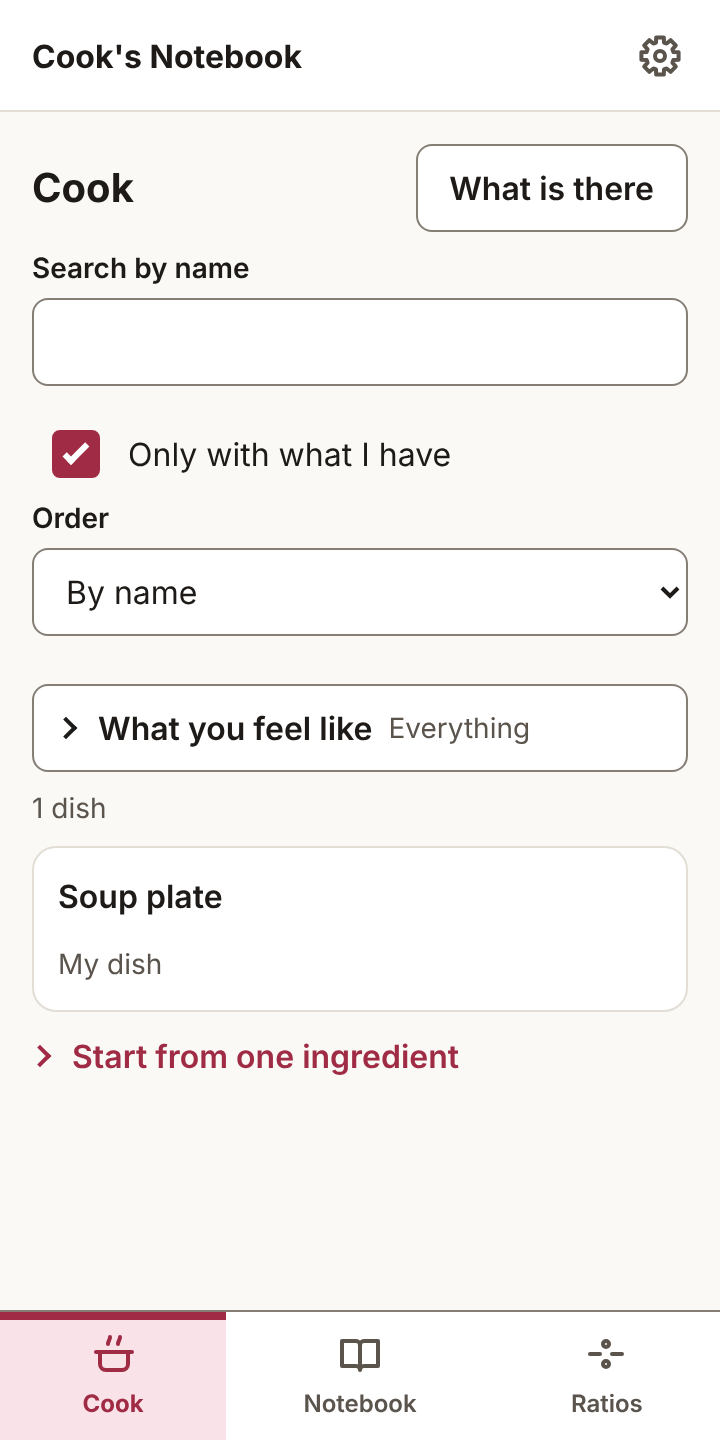 Cook's Notebook
Cook
What is there
Search by name
Only with what I have
Order
By name
What you feel like Everything
1 dish
Soup plate
My dish
Start from one ingredient
Cook
Notebook
Ratios